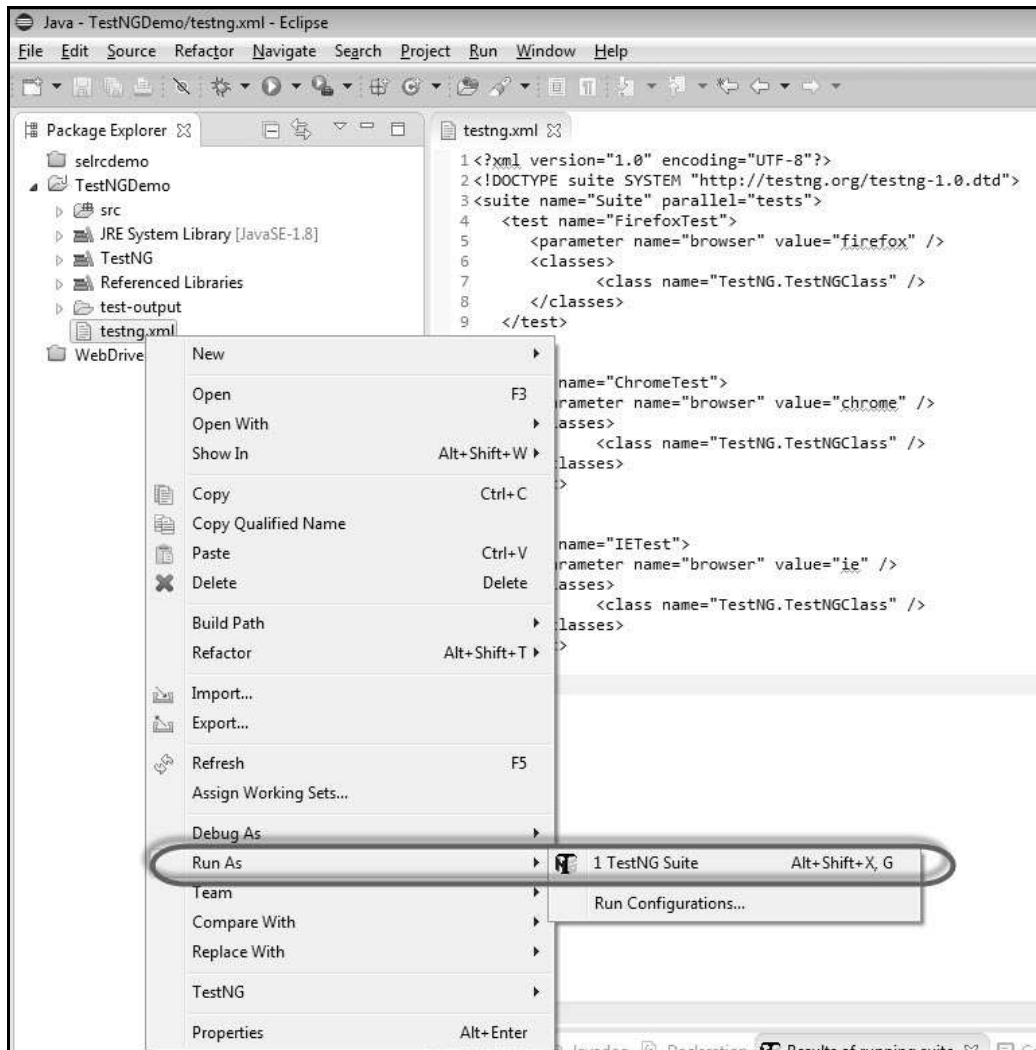 Java - TestNGDemo/testng.xml - Eclipse
File Edit Source Refactor Navigate Search Project Run Window Help
Package Explorer
selrcdemo
TestNGDemo
src
JRE System Library [JavaSE-1.8]
TestNG
Referenced Libraries
test-output
testng.xml
WebDrive
testng.xml
1 <?xml version="1.0" encoding="UTF-8"?>
2 <!DOCTYPE suite SYSTEM "http://testng.org/testng-1.0.dtd">
3 <suite name="Suite" parallel="tests">
4 <test name="FirefoxTest">
5 <parameter name="browser" value="firefox" />
6 <classes>
7 <class name="TestNG.TestNGClass" />
8 </classes>
9 </test>
name="ChromeTest">
rameter name="browser" value="chrome" />
asses>
<class name="TestNG.TestNGClass" />
lasses>
>
name="IETest">
rameter name="browser" value="ie" />
asses>
<class name="TestNG.TestNGClass" />
lasses>
>
New
Open F3
Open With
Show In Alt+Shift+W
Copy Ctrl+C
Copy Qualified Name
Paste Ctrl+V
Delete Delete
Build Path
Refactor Alt+Shift+T
Import...
Export...
Refresh F5
Assign Working Sets...
Debug As
Run As
1 TestNG Suite Alt+Shift+X, G
Run Configurations...
Team
Compare With
Replace With
TestNG
Properties Alt+Enter
Javadoc Declaration Results of running suite